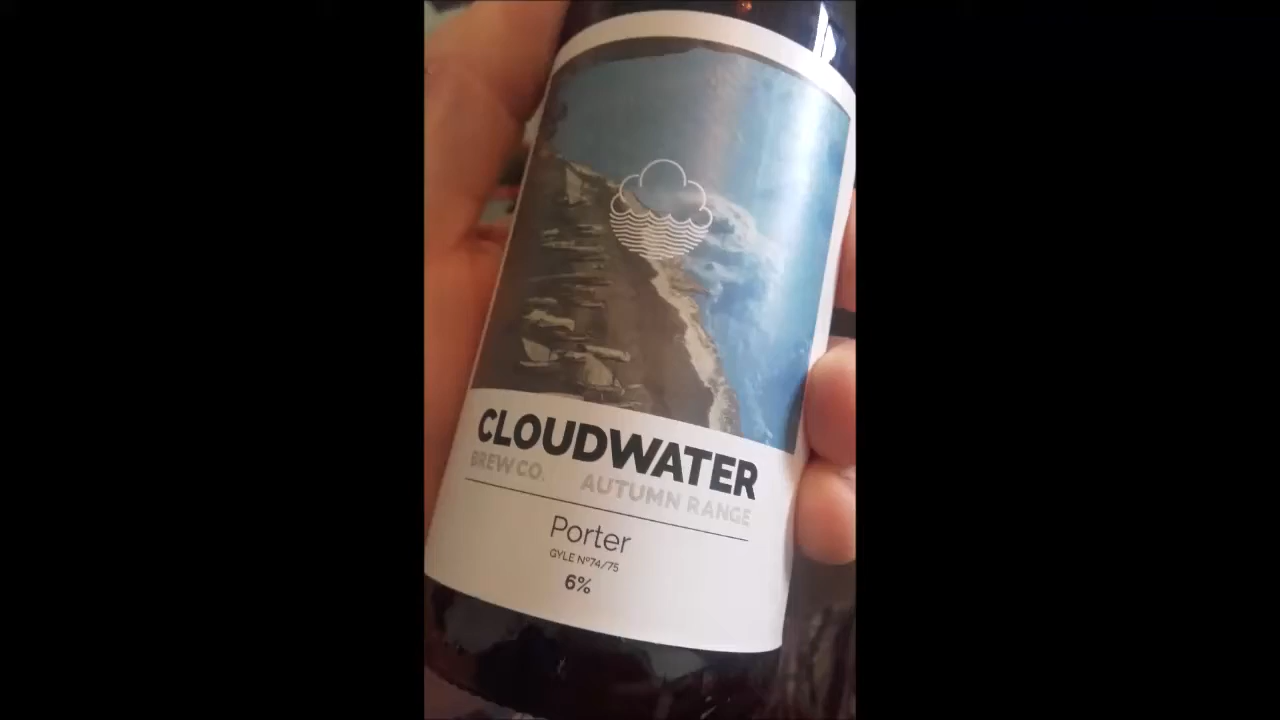 CLOUDWATER
BREW CO. AUTUMN RANGE
Porter
GYLE Nº74/75
6%